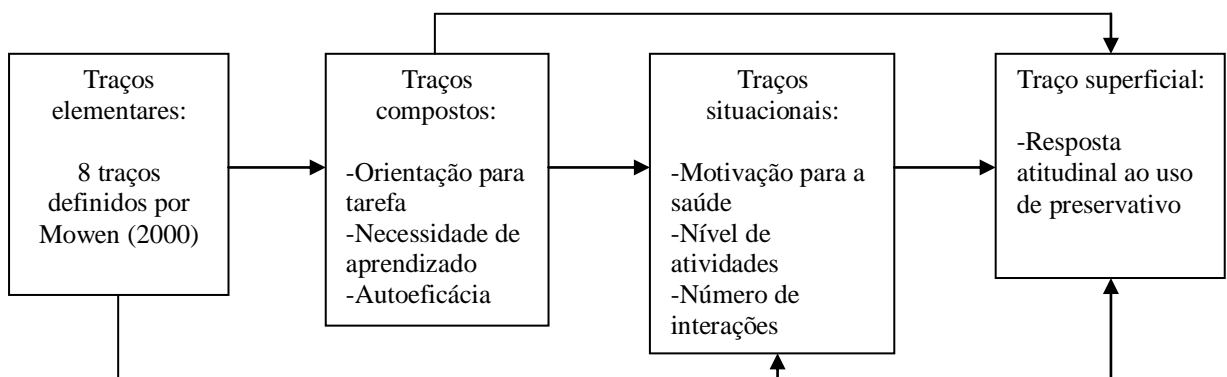 Traços
elementares:
8 traços
definidos por
Mowen (2000)
Traços
compostos:
-Orientação para
tarefa
-Necessidade de
aprendizado
-Autoeficácia
Traços
situacionais:
-Motivação para a
saúde
-Nível de
atividades
-Número de
interações
Traço superficial:
-Resposta
atitudinal ao uso
de preservativo